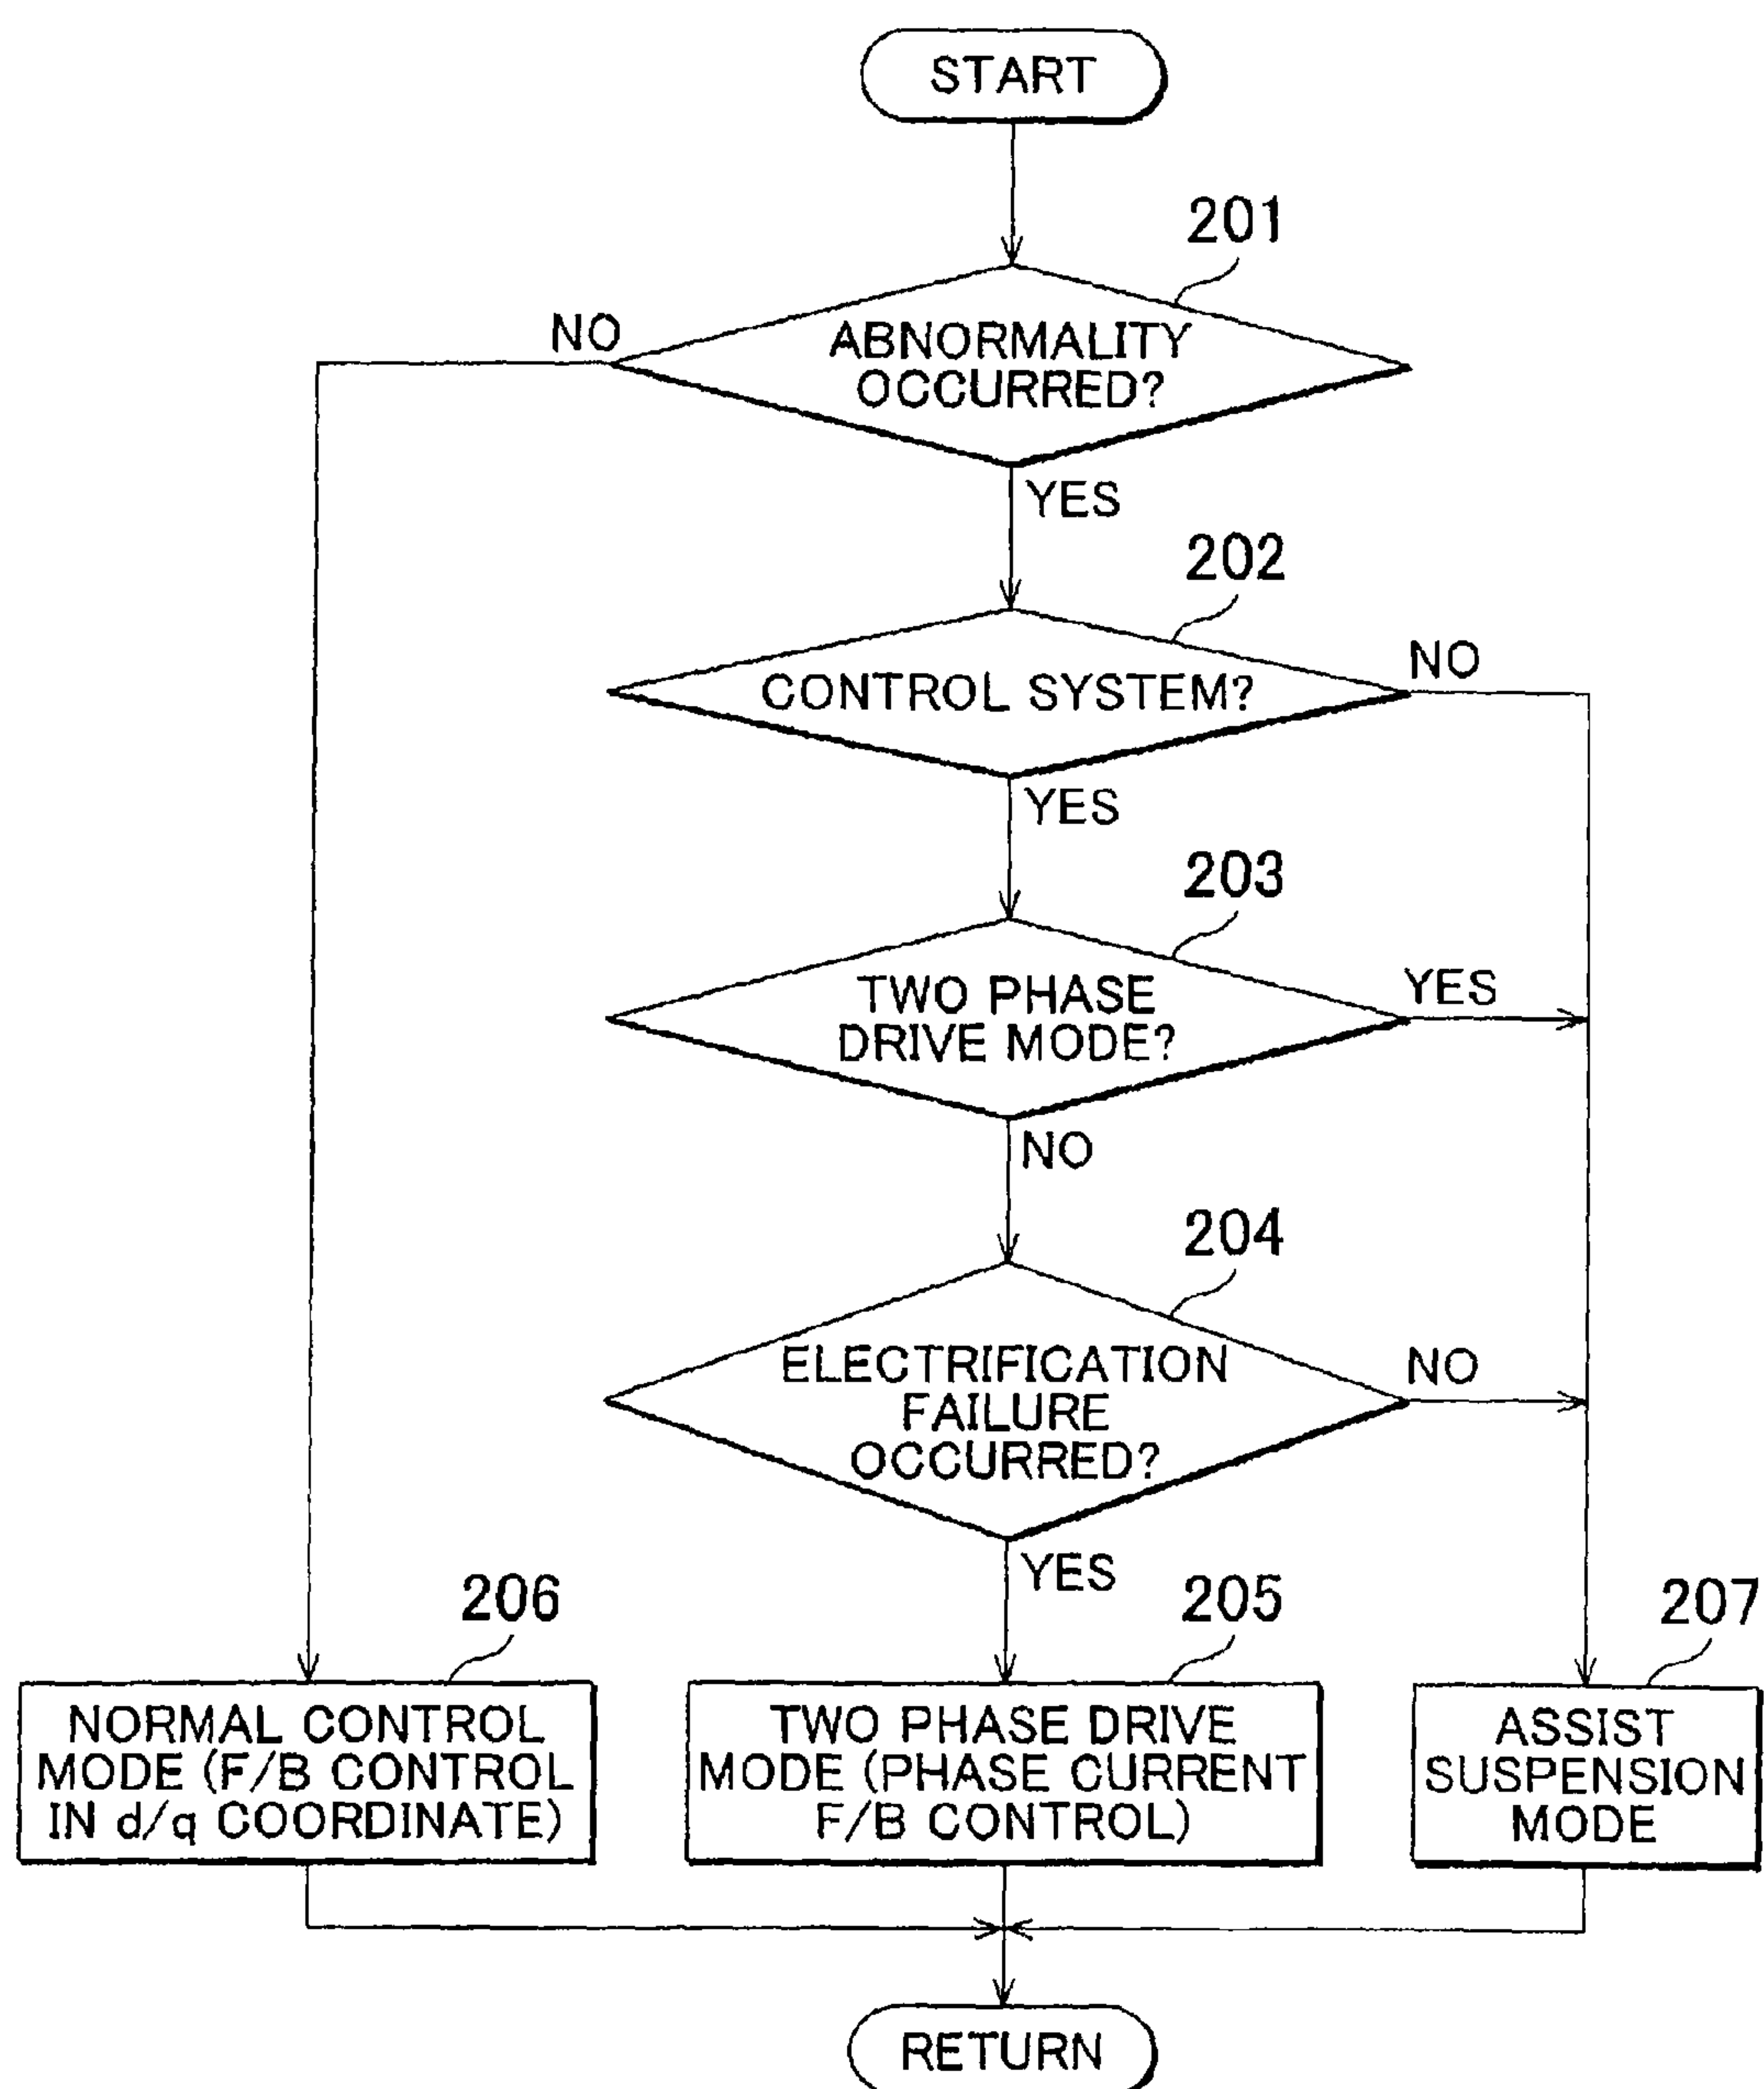 START
201
NO
ABNORMALITY
OCCURRED?
YES
202
NO
CONTROL SYSTEM?
YES
203
TWO PHASE
DRIVE MODE?
YES
NO
204
ELECTRIFICATION
FAILURE
OCCURRED?
NO
YES
206
NORMAL CONTROL
MODE (F/B CONTROL
IN d/q COORDINATE)
205
TWO PHASE DRIVE
MODE (PHASE CURRENT
F/B CONTROL)
207
ASSIST
SUSPENSION
MODE
RETURN